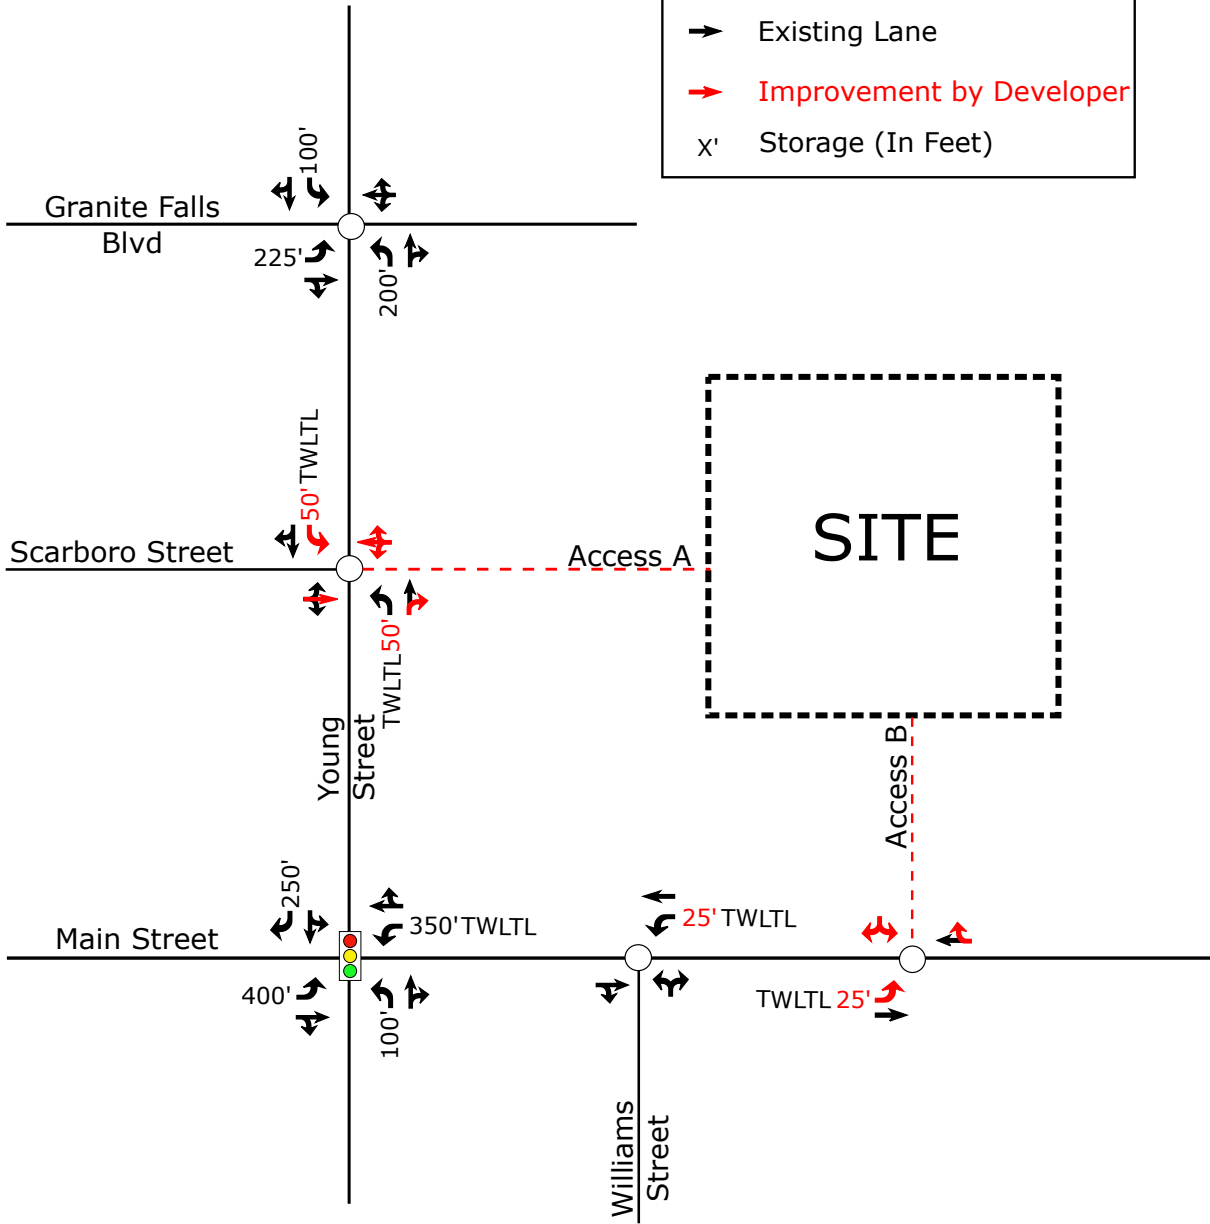 Existing Lane
Improvement by Developer
X' Storage (In Feet)
100'
Granite Falls
Blvd
225'
200'
50' TWLTL
Scarboro Street
Access A
SITE
TWLTL 50'
Young
Street
Access B
250'
350' TWLTL
25' TWLTL
Main Street
400'
100'
TWLTL 25'
Williams
Street